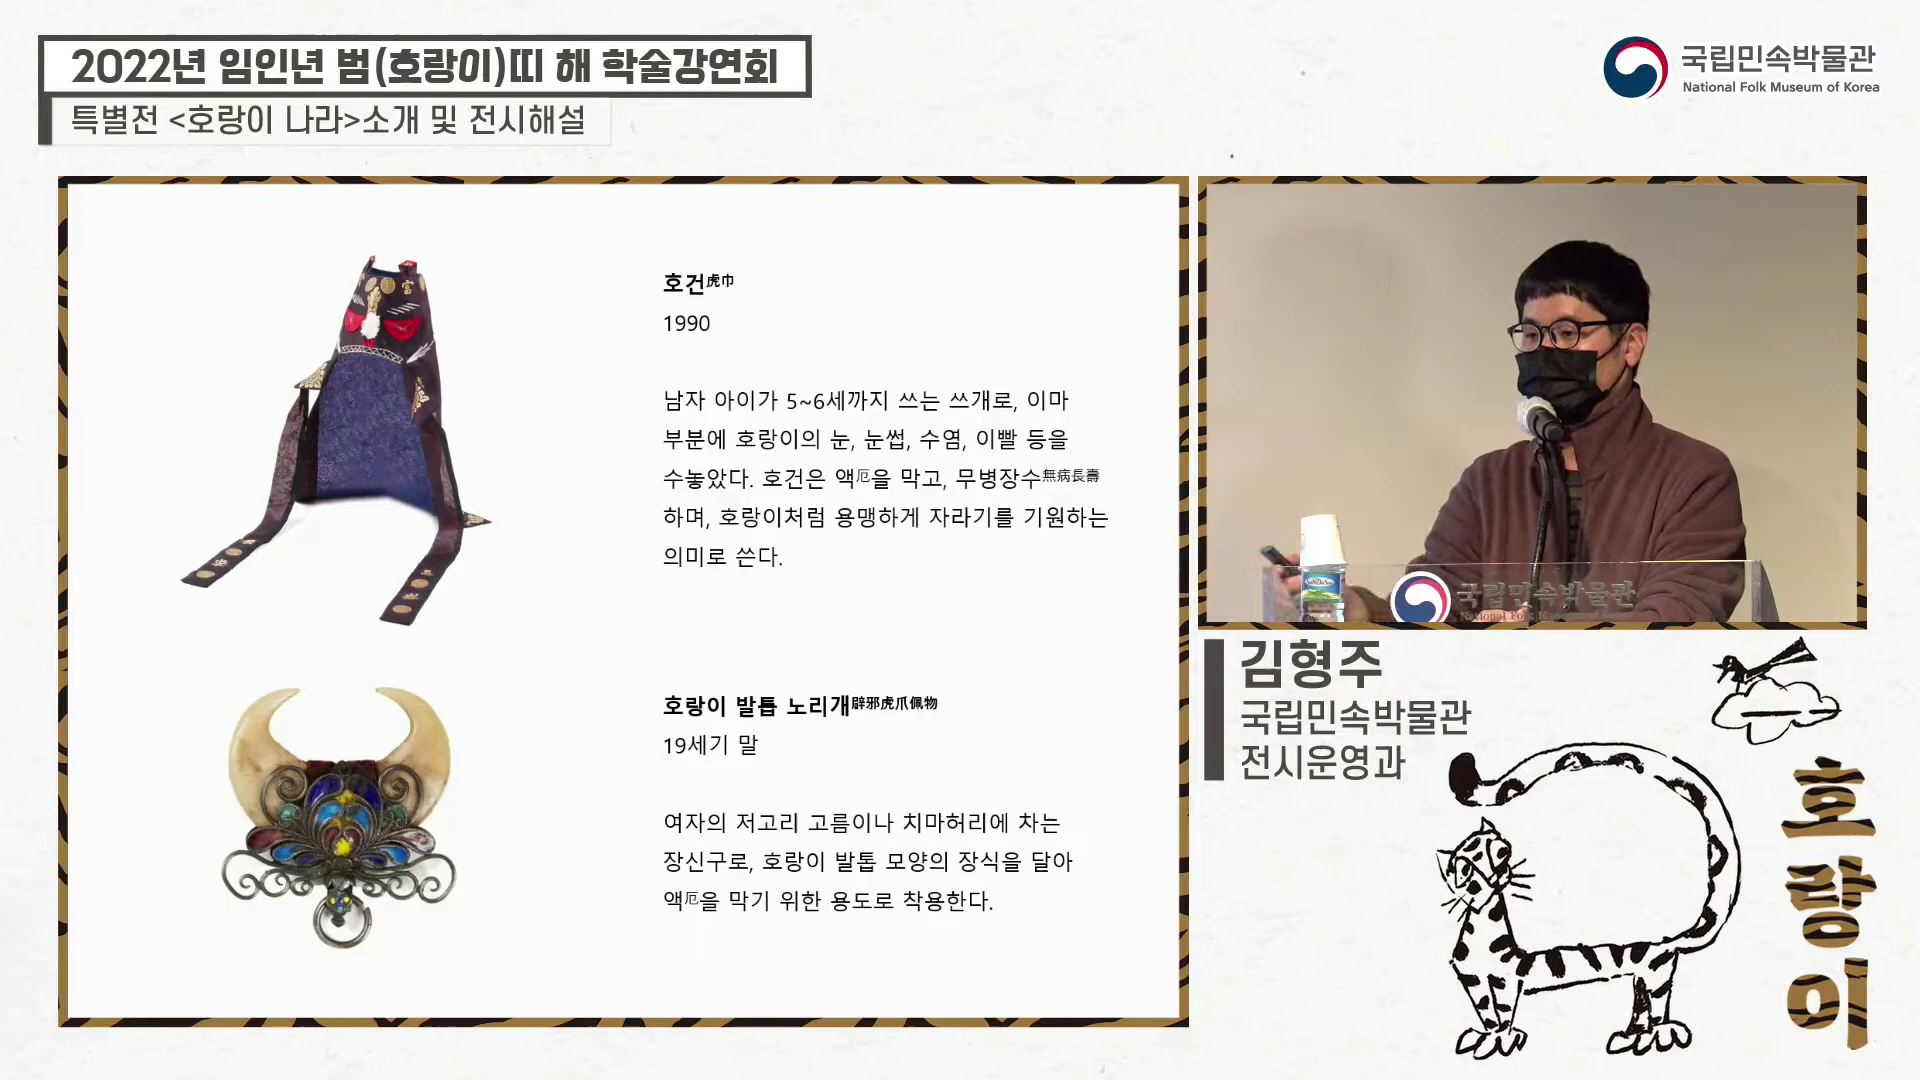 2022년 임인년 범(호랑이)띠 해 학술강연회
특별전 <호랑이 나라>소개 및 전시해설
국립민속박물관
National Folk Museum of Korea
호건虎巾
1990
남자 아이가 5~6세까지 쓰는 쓰개로, 이마
부분에 호랑이의 눈, 눈썹, 수염, 이빨 등을
수놓았다. 호건은 액厄을 막고, 무병장수無病長壽
하며, 호랑이처럼 용맹하게 자라기를 기원하는
의미로 쓴다.
호랑이 발톱 노리개辟邪虎爪佩物
19세기 말
여자의 저고리 고름이나 치마허리에 차는
장신구로, 호랑이 발톱 모양의 장식을 달아
액厄을 막기 위한 용도로 착용한다.
국립민속박물관
National Folk Museum
김형주
국립민속박물관
전시운영과
호랑이